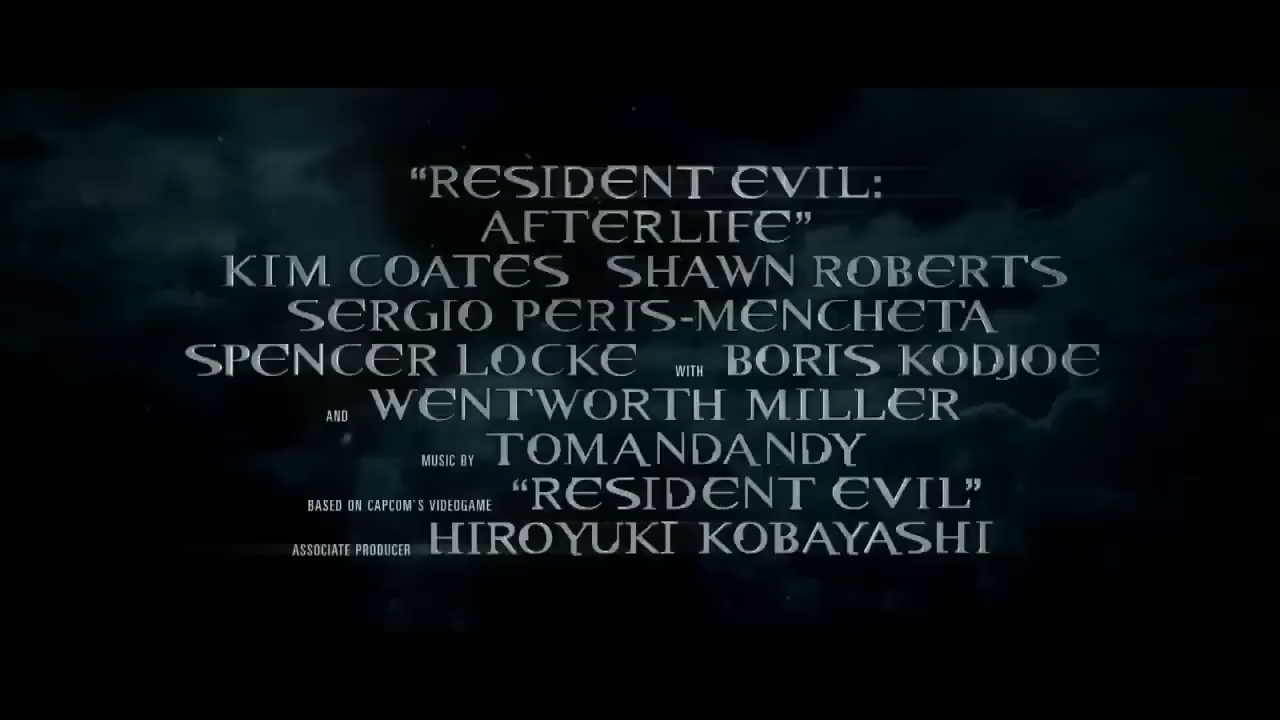 “RESIDENT EVIL:
AFTERLIFE”
KIM COATES SHAWN ROBERTS
SERGIO PERIS-MENCHETA
SPENCER LOCKE WITH BORIS KODJOE
AND WENTWORTH MILLER
MUSIC BY TOMANDANDY
BASED ON CAPCOM'S VIDEOGAME “RESIDENT EVIL”
ASSOCIATE PRODUCER HIROYUKI KOBAYASHI